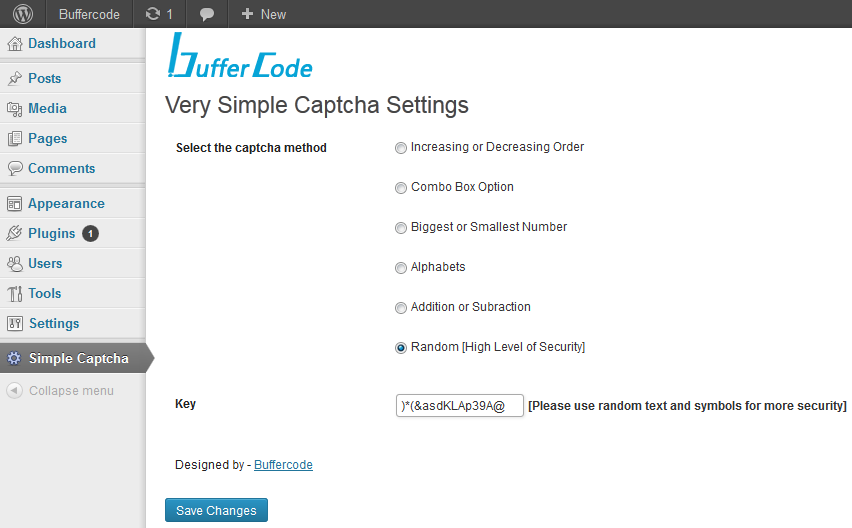 Buffercode 1 New
Dashboard
Posts
Media
Pages
Comments
Appearance
Plugins 1
Users
Tools
Settings
Simple Captcha
Collapse menu
buffer Code
Very Simple Captcha Settings
Select the captcha method
Increasing or Decreasing Order
Combo Box Option
Biggest or Smallest Number
Alphabets
Addition or Subraction
Random [High Level of Security]
Key )*(&asdKLAp39A@ [Please use random text and symbols for more security]
Designed by - Buffercode
Save Changes